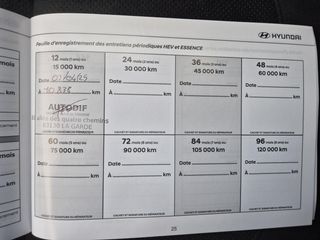 HYUNDAI
Feuille d'enregistrement des entretiens périodiques HEV et ESSENCE
12 mois (1 an) ou
15 000 km
24 mois (2 ans) ou
30 000 km
36 mois (3 ans) ou
45 000 km
48 mois (4 ans) ou
60 000 km
Date
Date
Date
Date
À km
À km
À km
À km
AUTODIF
83130 LA GARDE
CACHET ET SIGNATURE DU RÉPARATEUR
CACHET ET SIGNATURE DU RÉPARATEUR
CACHET ET SIGNATURE DU RÉPARATEUR
60 mois (5 ans) ou
75 000 km
72 mois (6 ans) ou
90 000 km
84 mois (7 ans) ou
105 000 km
96 mois (8 ans) ou
120 000 km
Date
Date
Date
Date
À km
À km
À km
À km
CACHET ET SIGNATURE DU RÉPARATEUR
CACHET ET SIGNATURE DU RÉPARATEUR
CACHET ET SIGNATURE DU RÉPARATEUR
CACHET ET SIGNATURE DU RÉPARATEUR
25